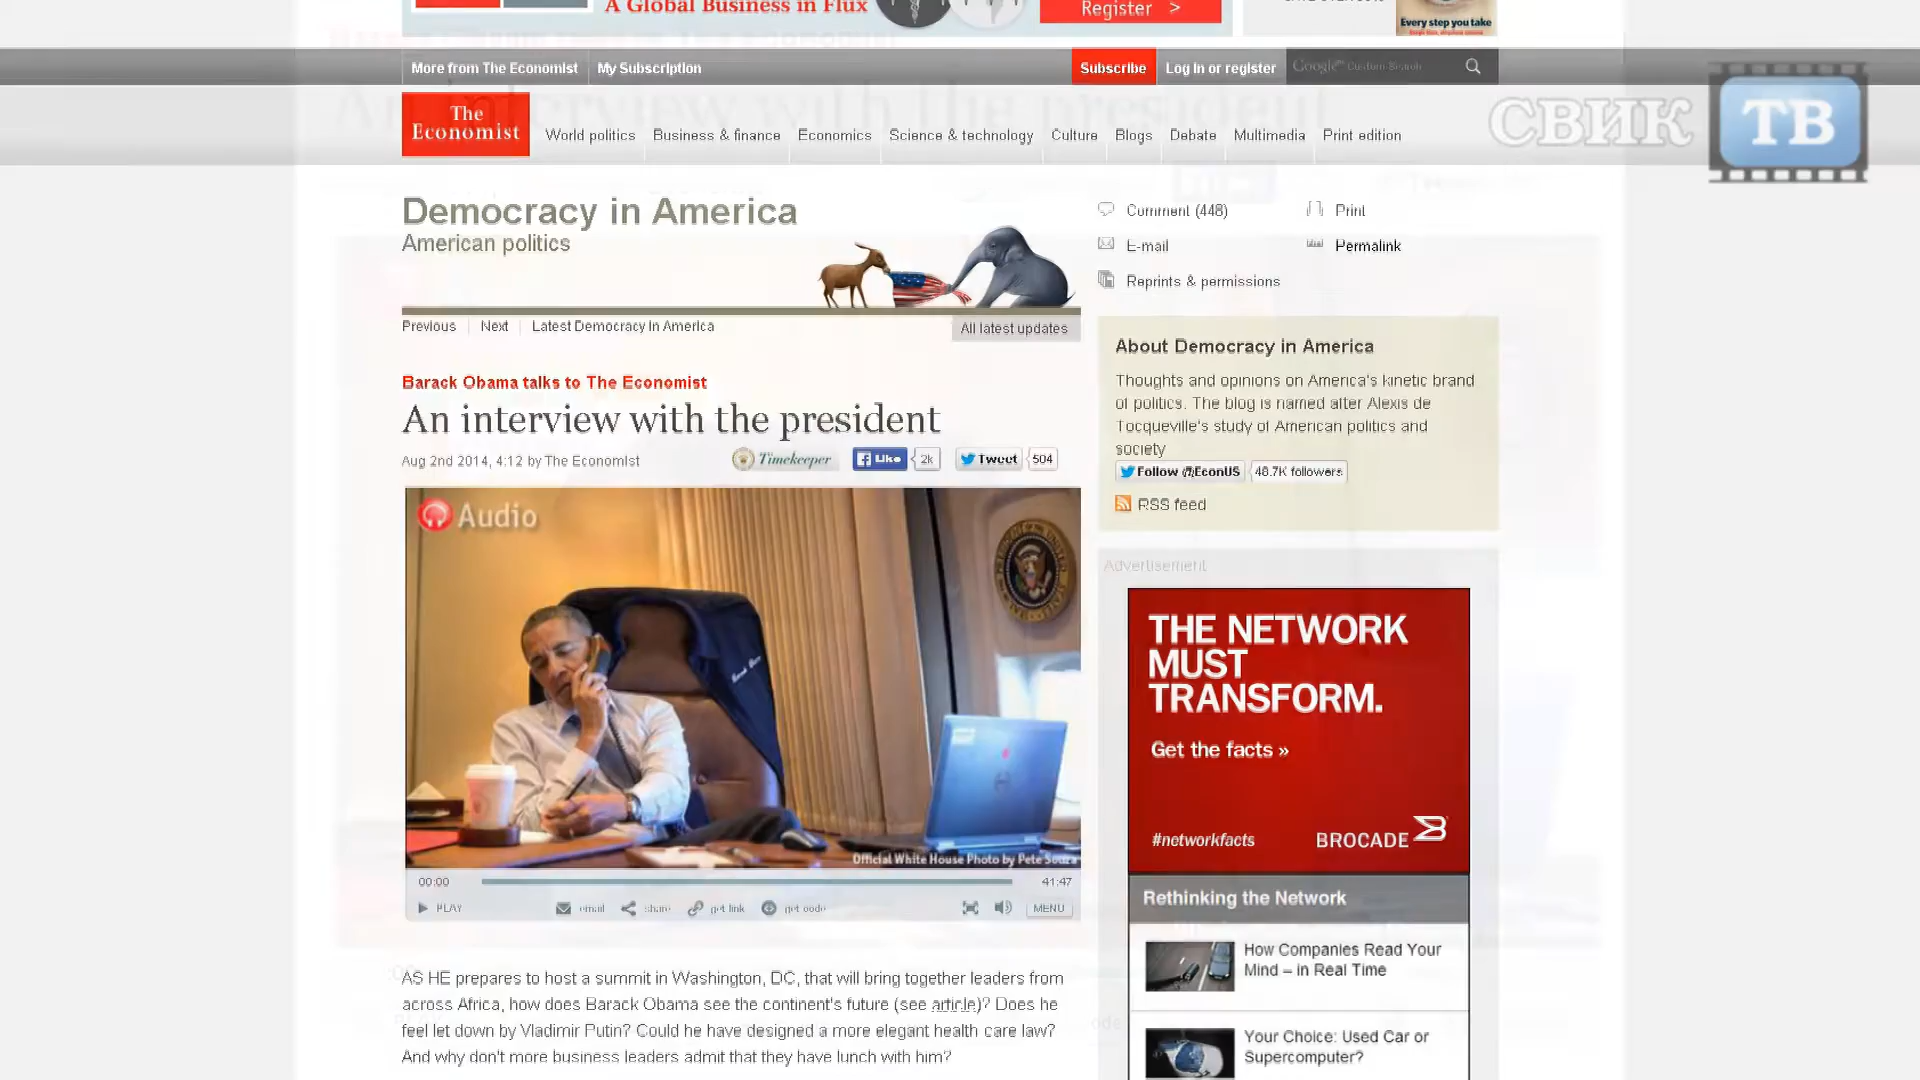 A Global Business in Flux
Register >
Every step you take
More from The Economist
My Subscription
Subscribe
Log in or register
Google™ Custom Search
The Economist
World politics
Business & finance
Economics
Science & technology
Culture
Blogs
Debate
Multimedia
Print edition
СВИК ТВ
Democracy in America
American politics
Comment (448)
Print
E-mail
Permalink
Reprints & permissions
Previous
Next
Latest Democracy in America
All latest updates
Barack Obama talks to The Economist
An interview with the president
Aug 2nd 2014, 4:12 by The Economist
Timekeeper
Like
2k
Tweet
504
About Democracy in America
Thoughts and opinions on America's kinetic brand
of politics. The blog is named after Alexis de
Tocqueville's study of American politics and
society
Follow @EconUS
48.7K followers
RSS feed
Audio
Official White House Photo by Pete Souza
00:00
41:47
PLAY
email
share
get link
get code
MENU
AS HE prepares to host a summit in Washington, DC, that will bring together leaders from
across Africa, how does Barack Obama see the continent's future (see article)? Does he
feel let down by Vladimir Putin? Could he have designed a more elegant health care law?
And why don't more business leaders admit that they have lunch with him?
Advertisement
THE NETWORK
MUST
TRANSFORM.
Get the facts »
#networkfacts
BROCADE
Rethinking the Network
How Companies Read Your
Mind – in Real Time
Your Choice: Used Car or
Supercomputer?